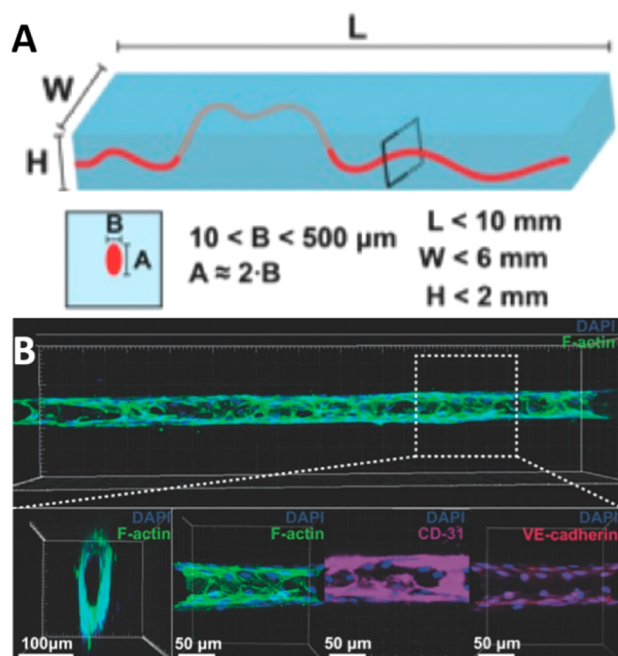 A
L
W
H
B
A
10 < B < 500 μm
A ≈ 2·B
L < 10 mm
W < 6 mm
H < 2 mm
B
DAPI
F-actin
DAPI
F-actin
100μm
DAPI
F-actin
50 μm
DAPI
CD-31
50 μm
DAPI
VE-cadherin
50 μm